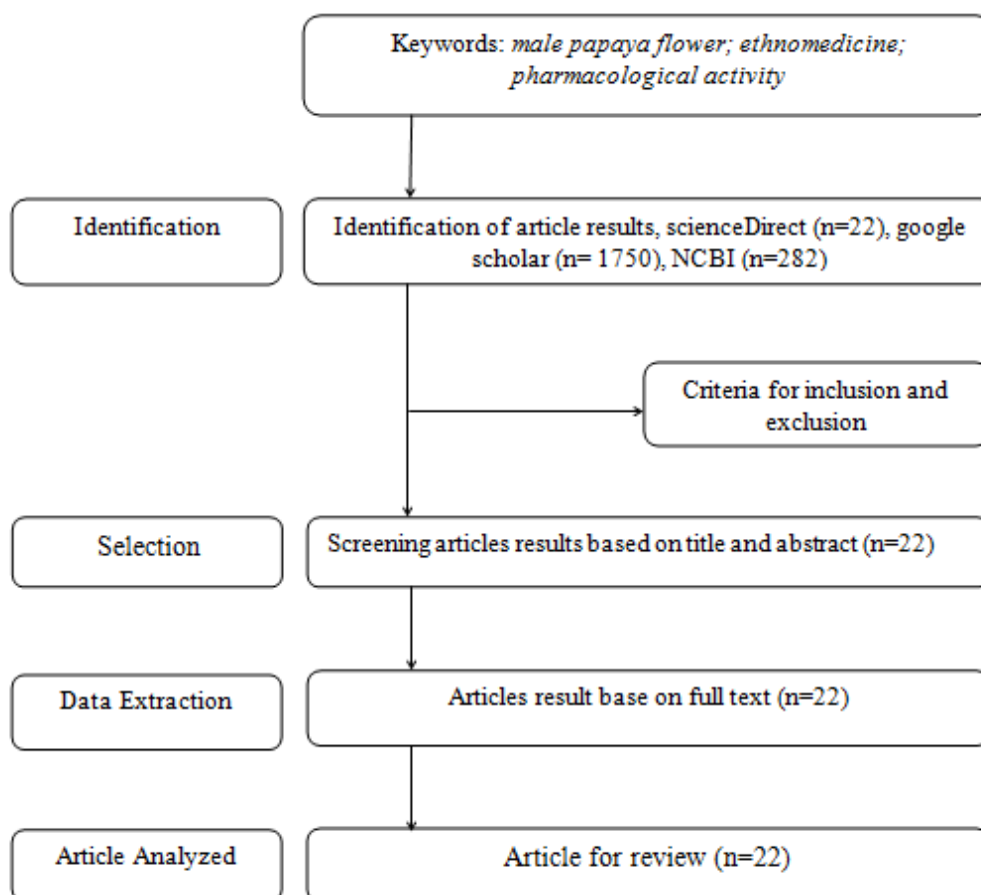 Keywords: male papaya flower; ethnomedicine;
pharmacological activity
Identification
Identification of article results, scienceDirect (n=22), google
scholar (n= 1750), NCBI (n=282)
Criteria for inclusion and
exclusion
Selection
Screening articles results based on title and abstract (n=22)
Data Extraction
Articles result base on full text (n=22)
Article Analyzed
Article for review (n=22)